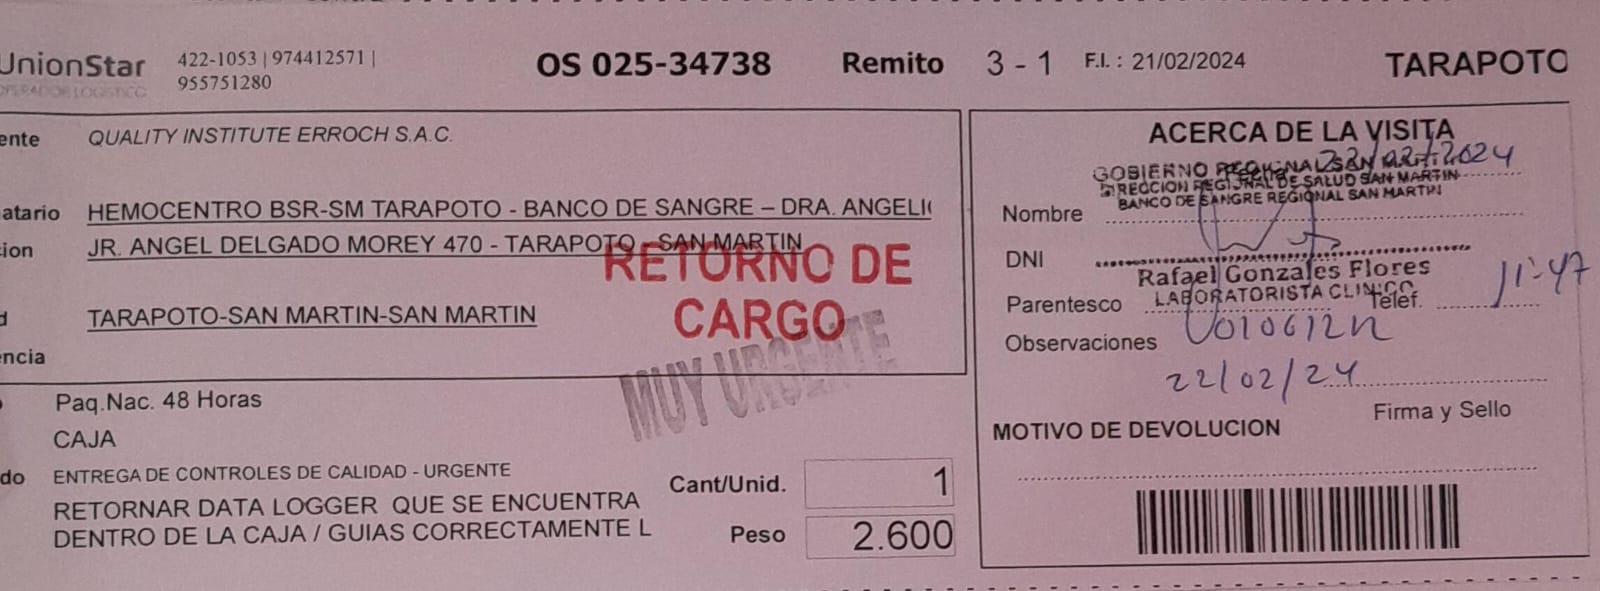 UnionStar
OPERADOR LOGISTICO
422-1053 | 974412571 |
955751280
OS 025-34738
Remito 3 - 1
F.I. : 21/02/2024
TARAPOTO
ente QUALITY INSTITUTE ERROCH S.A.C.
atario HEMOCENTRO BSR-SM TARAPOTO - BANCO DE SANGRE – DRA. ANGELI
cion JR. ANGEL DELGADO MOREY 470 - TARAPOTO - SAN MARTIN
d TARAPOTO-SAN MARTIN-SAN MARTIN
encia
RETORNO DE
CARGO
MUY URGENTE
Paq.Nac. 48 Horas
CAJA
do ENTREGA DE CONTROLES DE CALIDAD - URGENTE
RETORNAR DATA LOGGER QUE SE ENCUENTRA
DENTRO DE LA CAJA / GUIAS CORRECTAMENTE L
Cant/Unid. 1
Peso 2.600
ACERCA DE LA VISITA
Fecha 22/02/2024
GOBIERNO REGIONAL SAN MARTIN
DIRECCION REGIONAL DE SALUD SAN MARTIN
BANCO DE SANGRE REGIONAL SAN MARTIN
Nombre
DNI
Rafael Gonzales Flores
LABORATORISTA CLINICO
Parentesco
Telef. 11:47
Observaciones
22/02/24
Firma y Sello
MOTIVO DE DEVOLUCION